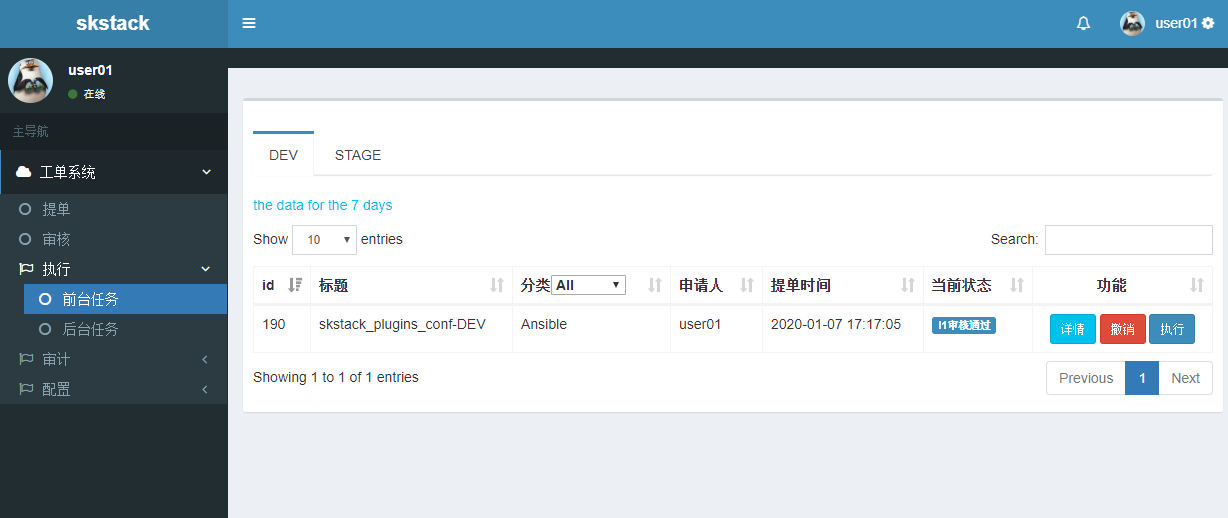 skstack
user01
user01
在线
主导航
工单系统
提单
审核
执行
前台任务
后台任务
审计
配置
DEV STAGE
the data for the 7 days
Show 10 entries Search:
id 标题 分类 All 申请人 提单时间 当前状态 功能
190 skstack_plugins_conf-DEV Ansible user01 2020-01-07 17:17:05 l1审核通过 详情 撤销 执行
Showing 1 to 1 of 1 entries Previous 1 Next